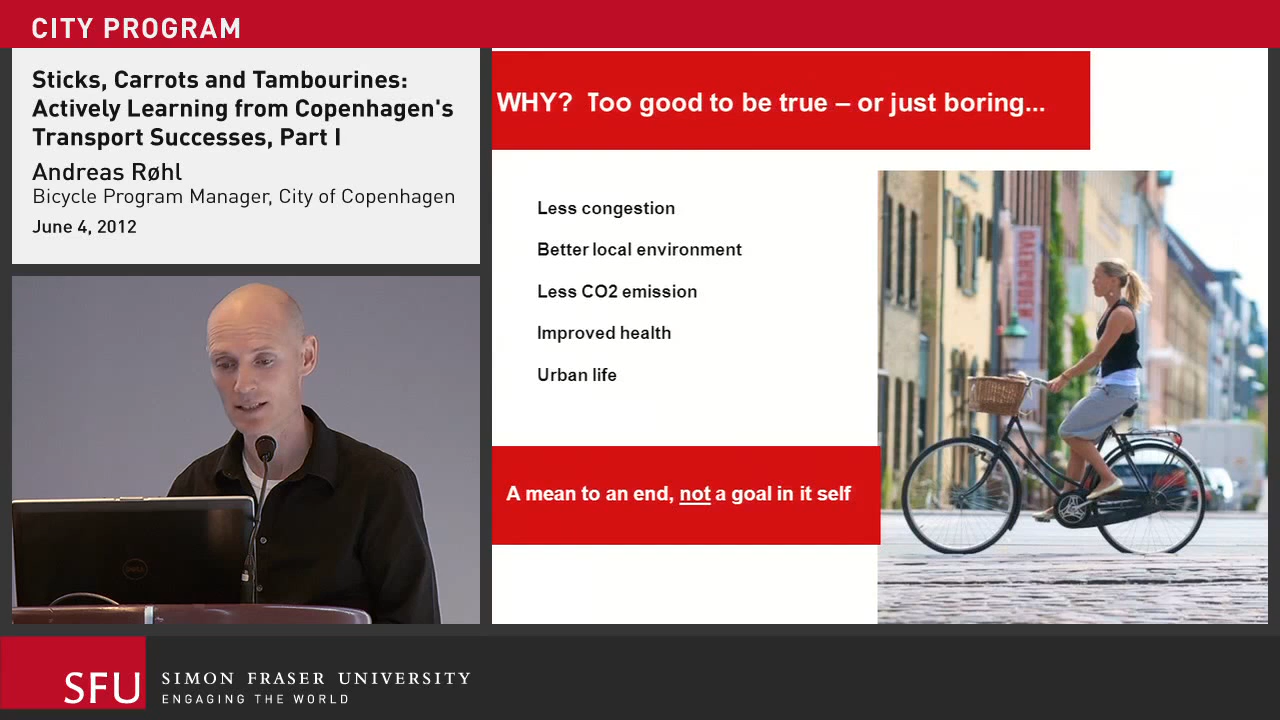 CITY PROGRAM
Sticks, Carrots and Tambourines:
Actively Learning from Copenhagen's
Transport Successes, Part I
Andreas Røhl
Bicycle Program Manager, City of Copenhagen
June 4, 2012
WHY? Too good to be true – or just boring...
Less congestion
Better local environment
Less CO2 emission
Improved health
Urban life
A mean to an end, not a goal in it self
OVERGADEN
DELL
SFU
SIMON FRASER UNIVERSITY
ENGAGING THE WORLD